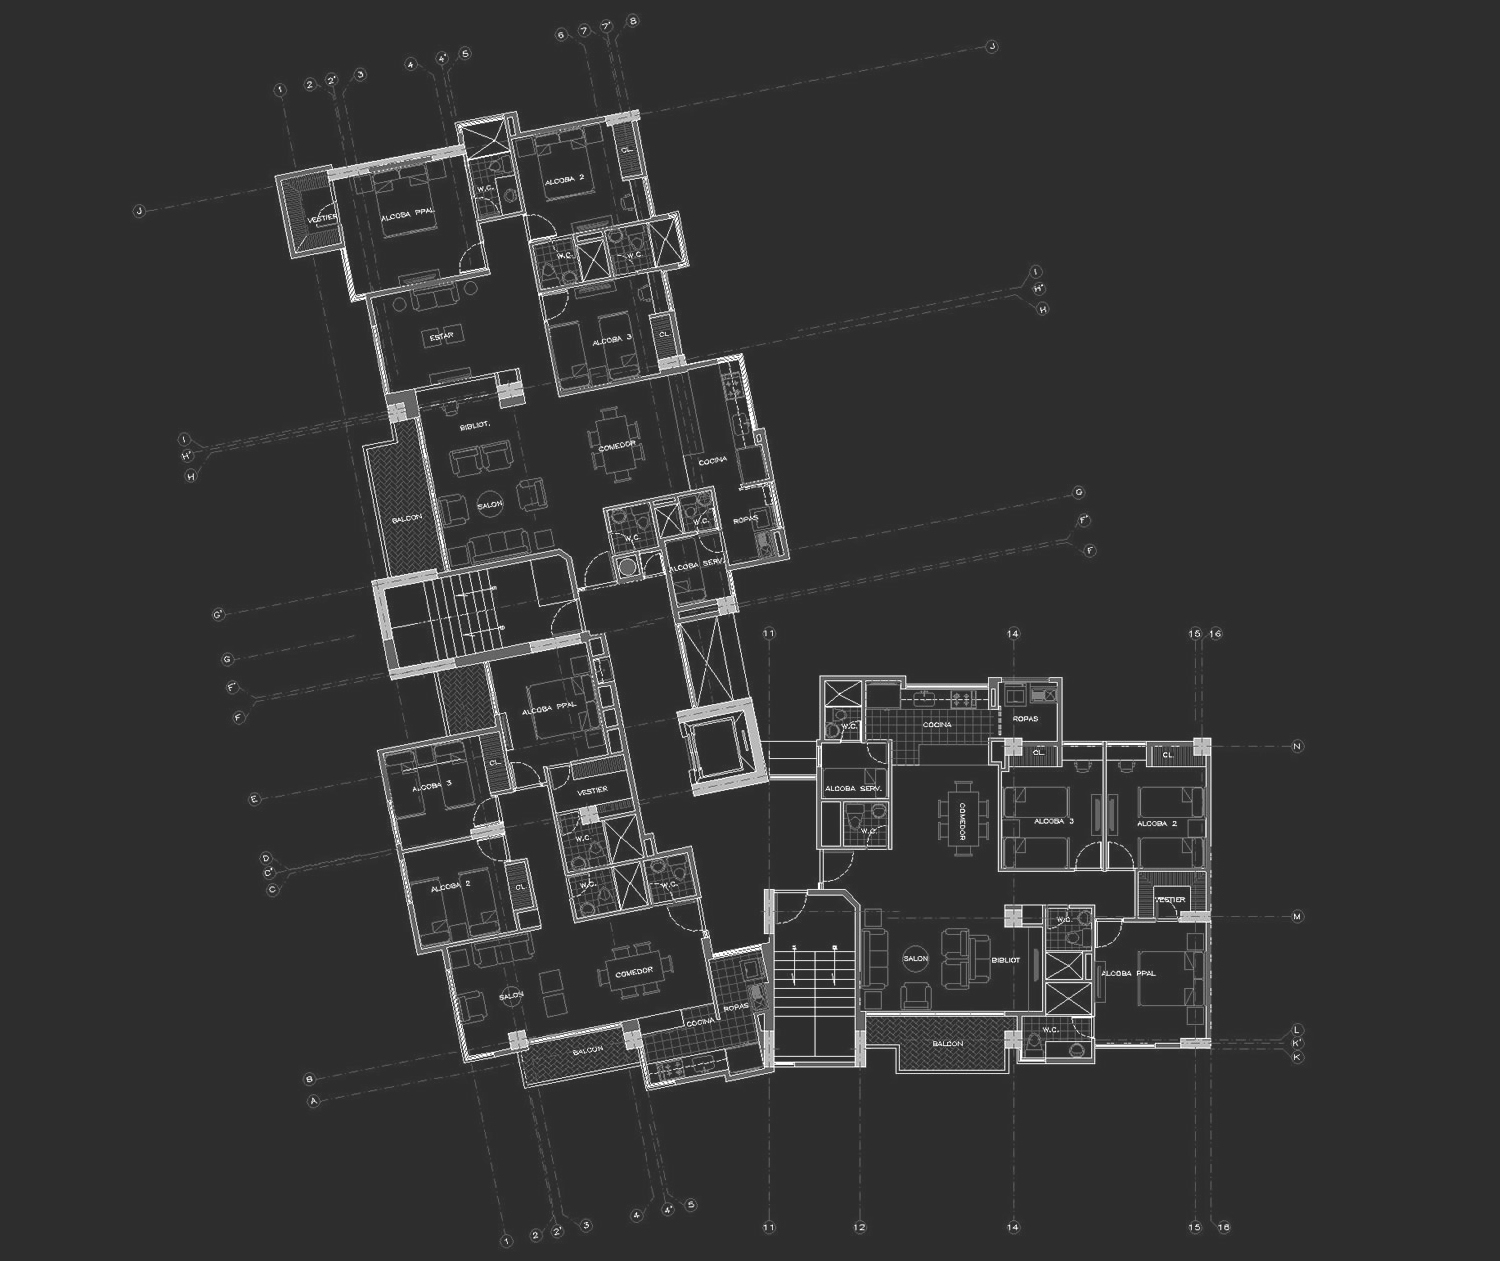 1
2
2'
3
4
4'
5
6
7
7'
8
J
J
VESTIER
ALCOBA PPAL
W.C.
ALCOBA 2
CL.
W.C.
W.C.
I
H'
H
ESTAR
ALCOBA 3
CL.
I
H'
H
BIBLIOT.
COMEDOR
COCINA
SALON
BALCON
W.C.
W.C.
ROPAS
G
F'
F
ALCOBA SERV.
G'
G
F'
F
11
14
15
16
ALCOBA PPAL
CL.
ALCOBA 3
VESTIER
E
W.C.
D
C'
C
ALCOBA 2
CL
W.C.
W.C.
COMEDOR
SALON
ROPAS
COCINA
BALCON
B
A
W.C.
COCINA
ROPAS
N
CL.
CL.
ALCOBA SERV.
COMEDOR
ALCOBA 3
ALCOBA 2
W.C.
VESTIER
M
W.C.
SALON
BIBLIOT
ALCOBA PPAL
BALCON
W.C.
L
K'
K
1
2
2'
3
4
4'
5
11
12
14
15
16